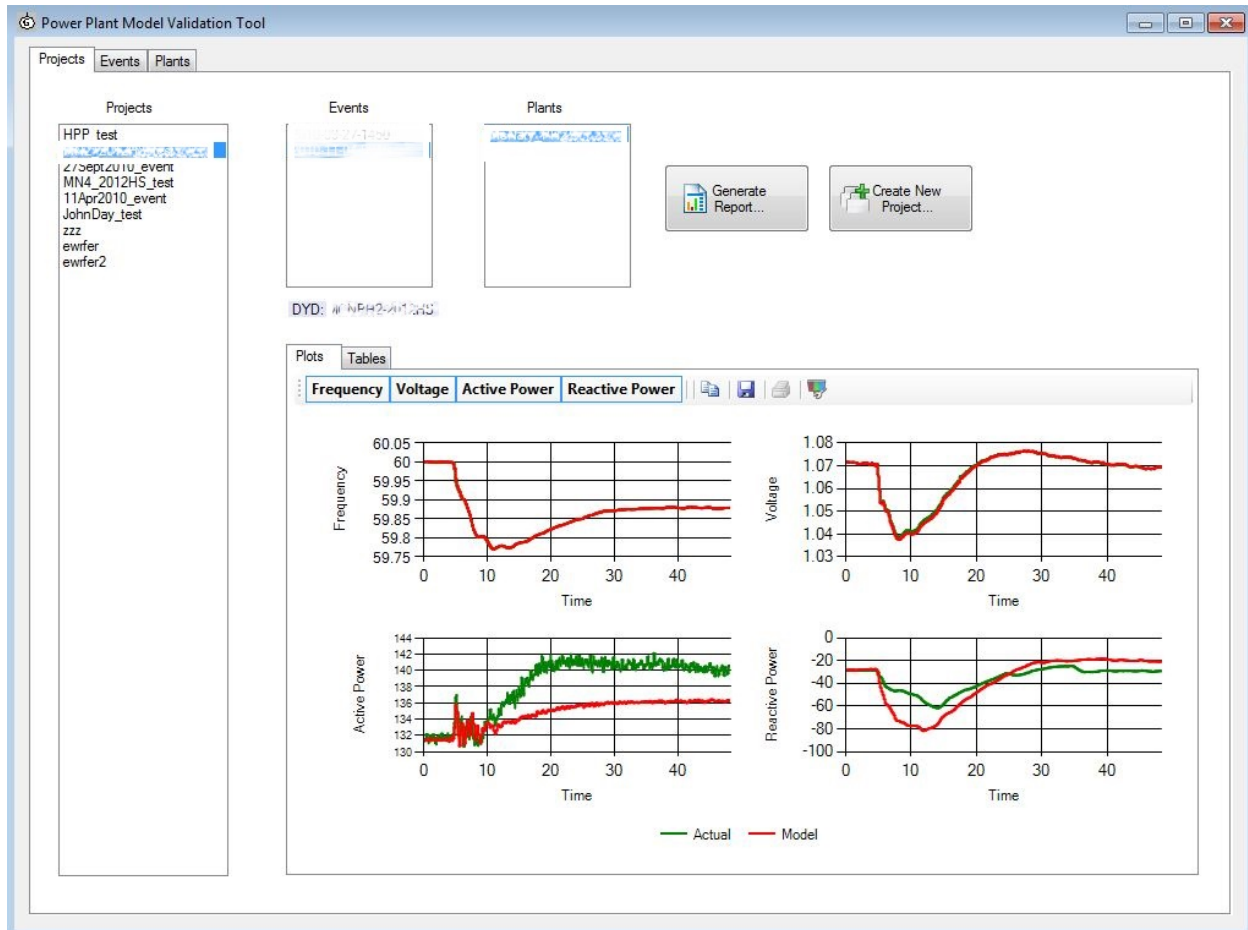 Power Plant Model Validation Tool
Projects Events Plants
Projects
HPP_test
27Sept2010_event
MN4_2012HS_test
11Apr2010_event
JohnDay_test
zzz
ewrfer
ewrfer2
Events
Plants
Generate
Report...
Create New
Project...
DYD:
Plots Tables
Frequency Voltage Active Power Reactive Power
Frequency
60.05
60
59.95
59.9
59.85
59.8
59.75
0 10 20 30 40
Time
Voltage
1.08
1.07
1.06
1.05
1.04
1.03
0 10 20 30 40
Time
Active Power
144
142
140
138
136
134
132
130
0 10 20 30 40
Time
Reactive Power
0
-20
-40
-60
-80
-100
0 10 20 30 40
Time
Actual Model